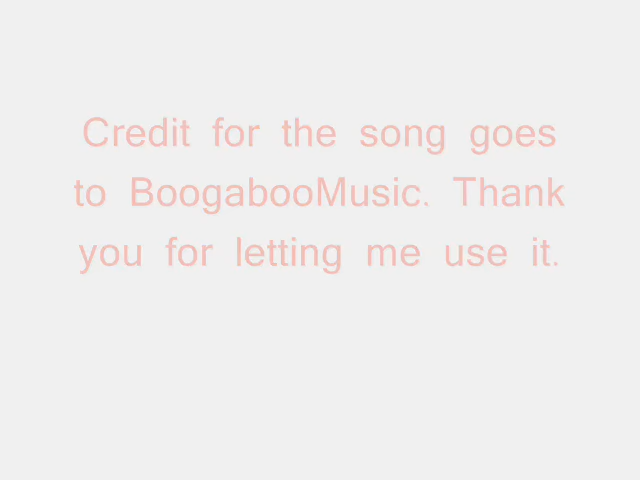 Credit for the song goes
to BoogabooMusic. Thank
you for letting me use it.